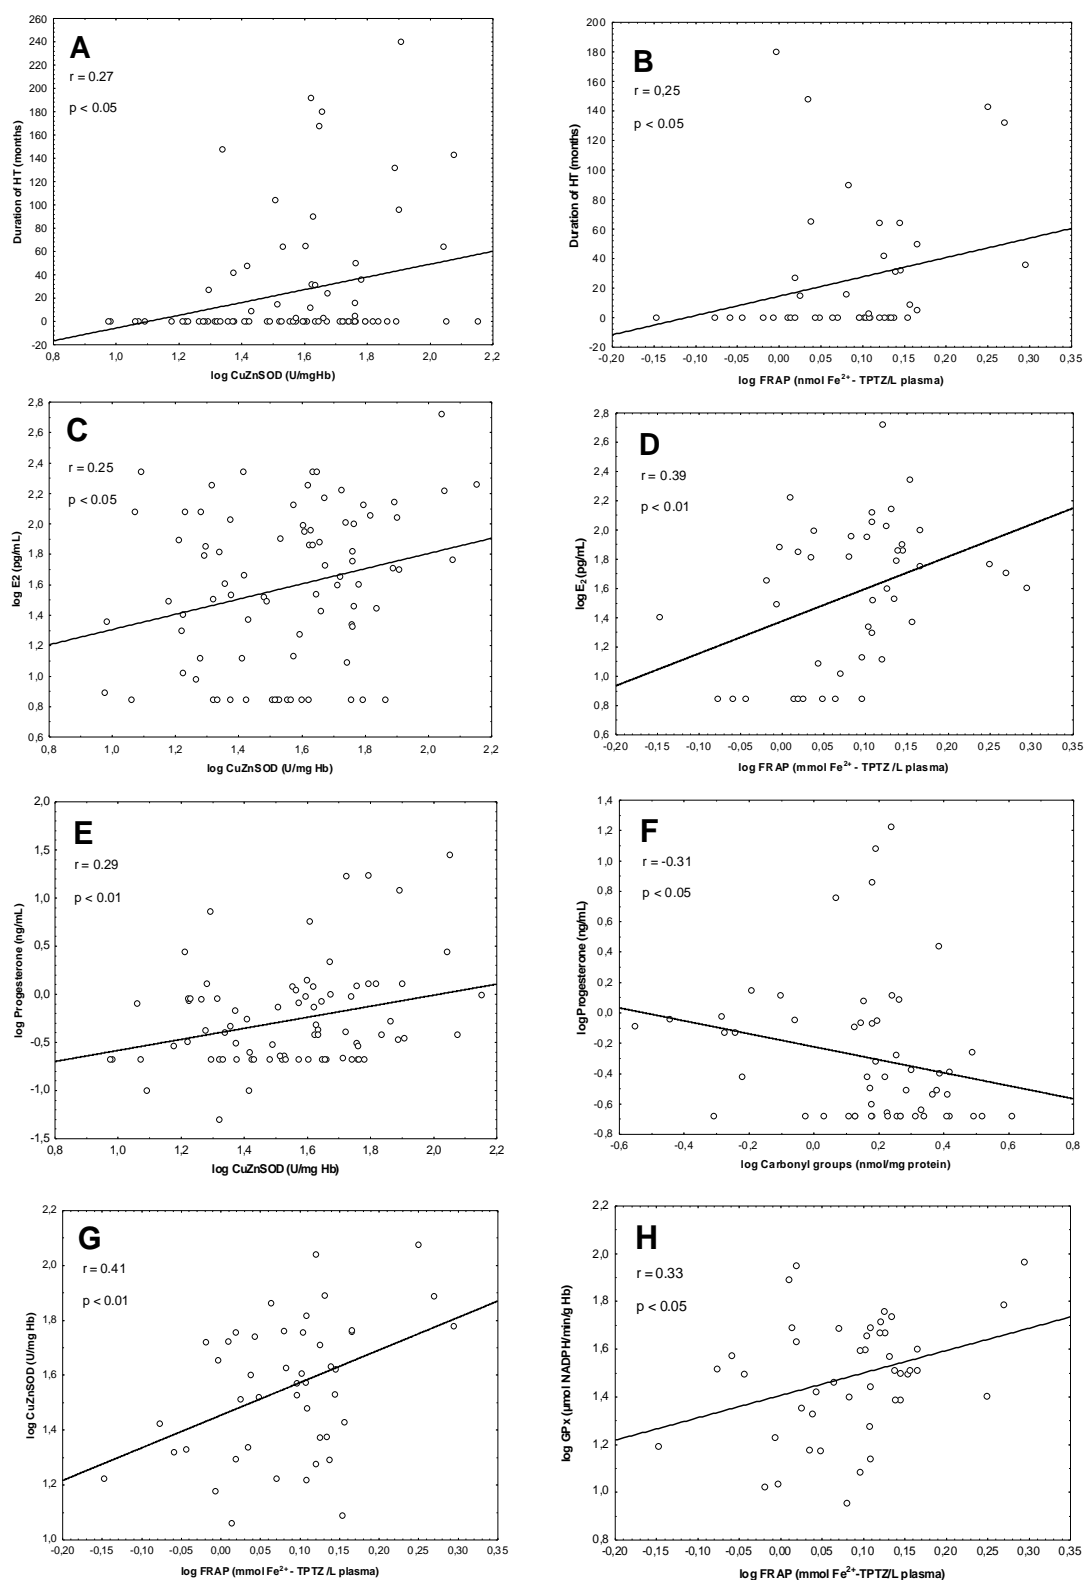 A
r = 0.27
p < 0.05
Duration of HT (months)
260
240
220
200
180
160
140
120
100
80
60
40
20
0
-20
0,8 1,0 1,2 1,4 1,6 1,8 2,0 2,2
log CuZnSOD (U/mgHb)
B
r = 0,25
p < 0.05
Duration of HT (months)
200
180
160
140
120
100
80
60
40
20
0
-20
-0,20 -0,15 -0,10 -0,05 0,00 0,05 0,10 0,15 0,20 0,25 0,30 0,35
log FRAP (nmol Fe2+- TPTZ/L plasma)
C
r = 0.25
p < 0.05
log E2 (pg/mL)
2,8
2,6
2,4
2,2
2,0
1,8
1,6
1,4
1,2
1,0
0,8
0,6
0,8 1,0 1,2 1,4 1,6 1,8 2,0 2,2
log CuZnSOD (U/mg Hb)
D
r = 0.39
p < 0.01
log E2 (pg/mL)
2,8
2,6
2,4
2,2
2,0
1,8
1,6
1,4
1,2
1,0
0,8
0,6
-0,20 -0,15 -0,10 -0,05 0,00 0,05 0,10 0,15 0,20 0,25 0,30 0,35
log FRAP (mmol Fe2+- TPTZ /L plasma)
E
r = 0.29
p < 0.01
log Progesterone (ng/mL)
2,0
1,5
1,0
0,5
0,0
-0,5
-1,0
-1,5
0,8 1,0 1,2 1,4 1,6 1,8 2,0 2,2
log CuZnSOD (U/mg Hb)
F
r = -0.31
p < 0.05
log Progesterone (ng/mL)
1,4
1,2
1,0
0,8
0,6
0,4
0,2
0,0
-0,2
-0,4
-0,6
-0,8
-0,6 -0,4 -0,2 0,0 0,2 0,4 0,6 0,8
log Carbonyl groups (nmol/mg protein)
G
r = 0.41
p < 0.01
log CuZnSOD (U/mg Hb)
2,2
2,0
1,8
1,6
1,4
1,2
1,0
-0,20 -0,15 -0,10 -0,05 0,00 0,05 0,10 0,15 0,20 0,25 0,30 0,35
log FRAP (mmol Fe2+ - TPTZ /L plasma)
H
r = 0.33
p < 0.05
log GPx (µmol NADPH/min/g Hb)
2,2
2,0
1,8
1,6
1,4
1,2
1,0
0,8
-0,20 -0,15 -0,10 -0,05 0,00 0,05 0,10 0,15 0,20 0,25 0,30 0,35
log FRAP (mmol Fe2+-TPTZ/L plasma)